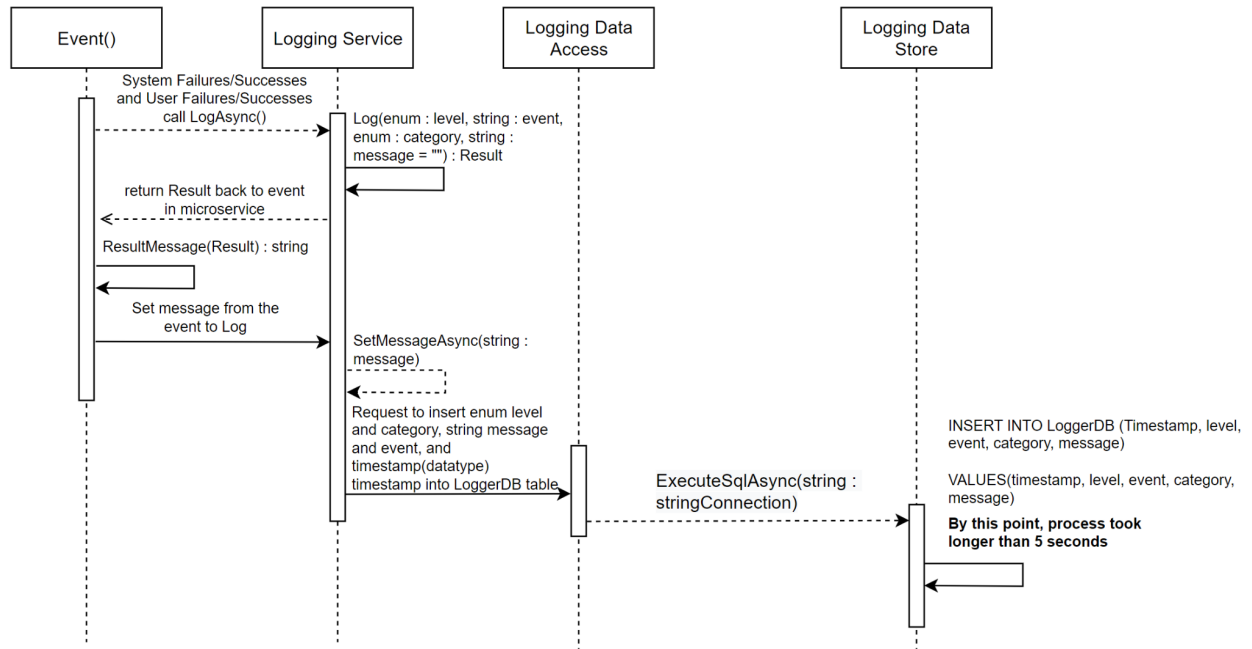 Event()
Logging Service
Logging Data
Access
Logging Data
Store
System Failures/Successes
and User Failures/Successes
call LogAsync()
Log(enum : level, string : event,
enum : category, string :
message = "") : Result
return Result back to event
in microservice
ResultMessage(Result) : string
Set message from the
event to Log
SetMessageAsync(string :
message)
Request to insert enum level
and category, string message
and event, and
timestamp(datatype)
timestamp into LoggerDB table
ExecuteSqlAsync(string :
stringConnection)
INSERT INTO LoggerDB (Timestamp, level,
event, category, message)
VALUES(timestamp, level, event, category,
message)
By this point, process took
longer than 5 seconds